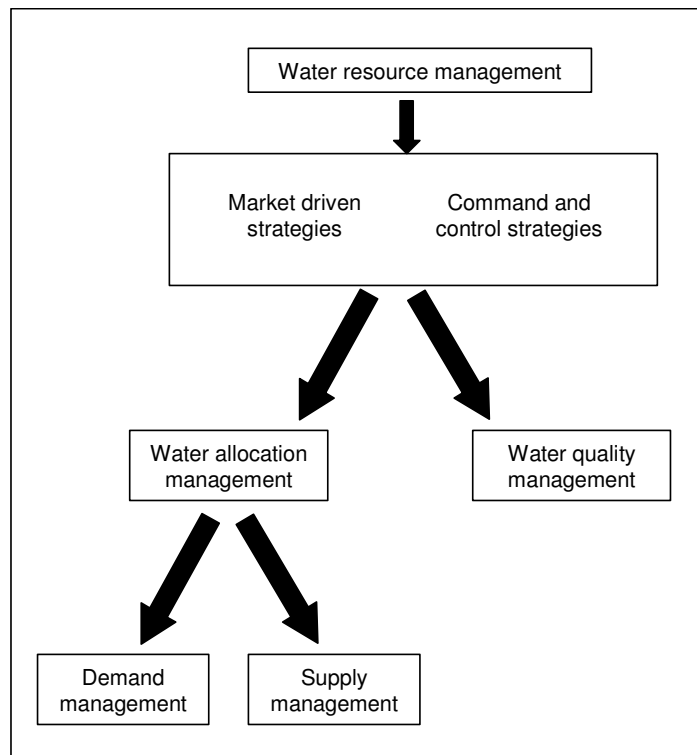 Water resource management
Market driven
strategies
Command and
control strategies
Water allocation
management
Water quality
management
Demand
management
Supply
management